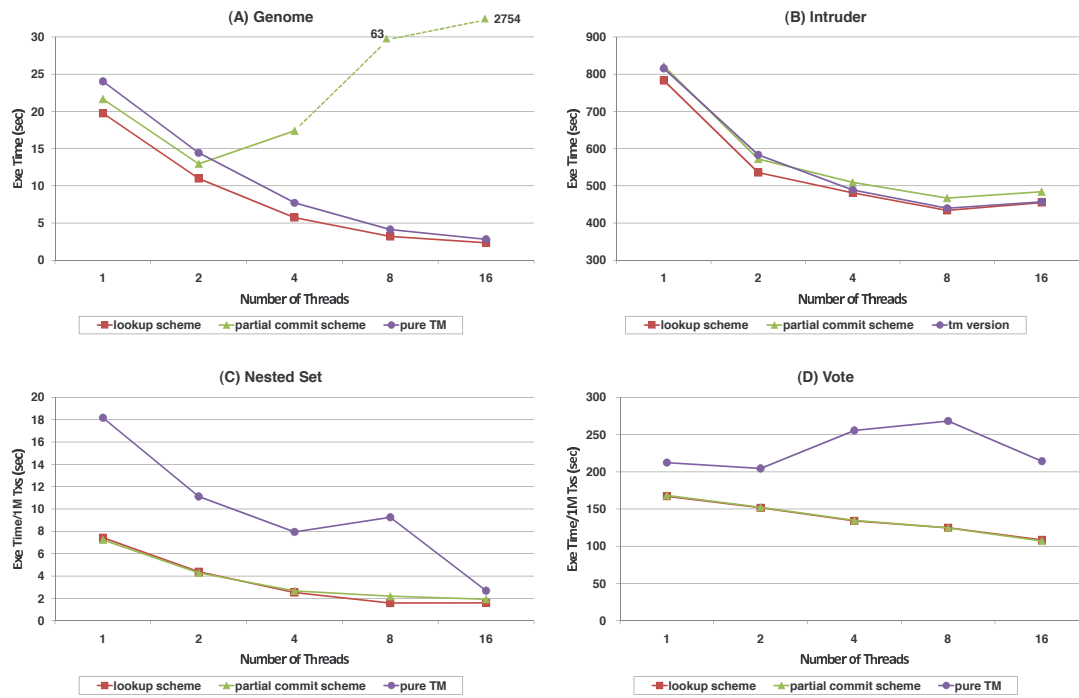 (A) Genome
2754
63
30
25
20
15
10
5
0
Exe Time (sec)
1 2 4 8 16
Number of Threads
lookup scheme partial commit scheme pure TM
(B) Intruder
900
800
700
600
500
400
300
Exe Time (sec)
1 2 4 8 16
Number of Threads
lookup scheme partial commit scheme tm version
(C) Nested Set
20
18
16
14
12
10
8
6
4
2
0
Exe Time/1M Txs (sec)
1 2 4 8 16
Number of Threads
lookup scheme partial commit scheme pure TM
(D) Vote
300
250
200
150
100
50
0
Exe Time/1M Txs (sec)
1 2 4 8 16
Number of Threads
lookup scheme partial commit scheme pure TM